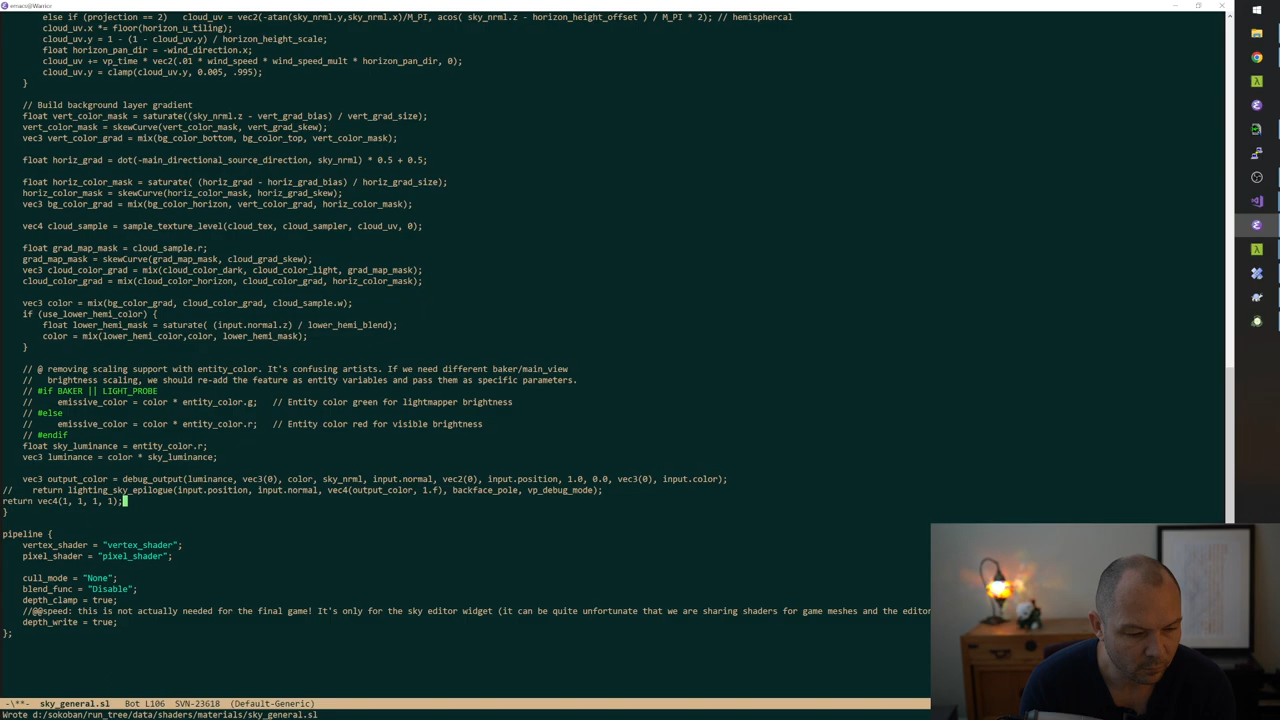 emacs@Warrior
else if (projection == 2)   cloud_uv = vec2(-atan(sky_nrml.y,sky_nrml.x)/M_PI, acos( sky_nrml.z - horizon_height_offset ) / M_PI * 2); // hemisphercal
cloud_uv.x *= floor(horizon_u_tiling);
cloud_uv.y = 1 - (1 - cloud_uv.y) / horizon_height_scale;
float horizon_pan_dir = -wind_direction.x;
cloud_uv += vp_time * vec2(.01 * wind_speed * wind_speed_mult * horizon_pan_dir, 0);
cloud_uv.y = clamp(cloud_uv.y, 0.005, .995);
}
// Build background layer gradient
float vert_color_mask = saturate((sky_nrml.z - vert_grad_bias) / vert_grad_size);
vert_color_mask = skewCurve(vert_color_mask, vert_grad_skew);
vec3 vert_color_grad = mix(bg_color_bottom, bg_color_top, vert_color_mask);
float horiz_grad = dot(-main_directional_source_direction, sky_nrml) * 0.5 + 0.5;
float horiz_color_mask = saturate( (horiz_grad - horiz_grad_bias) / horiz_grad_size);
horiz_color_mask = skewCurve(horiz_color_mask, horiz_grad_skew);
vec3 bg_color_grad = mix(bg_color_horizon, vert_color_grad, horiz_color_mask);
vec4 cloud_sample = sample_texture_level(cloud_tex, cloud_sampler, cloud_uv, 0);
float grad_map_mask = cloud_sample.r;
grad_map_mask = skewCurve(grad_map_mask, cloud_grad_skew);
vec3 cloud_color_grad = mix(cloud_color_dark, cloud_color_light, grad_map_mask);
cloud_color_grad = mix(cloud_color_horizon, cloud_color_grad, horiz_color_mask);
vec3 color = mix(bg_color_grad, cloud_color_grad, cloud_sample.w);
if (use_lower_hemi_color) {
float lower_hemi_mask = saturate( (input.normal.z) / lower_hemi_blend);
color = mix(lower_hemi_color,color, lower_hemi_mask);
}
// @ removing scaling support with entity_color. It's confusing artists. If we need different baker/main_view
//   brightness scaling, we should re-add the feature as entity variables and pass them as specific parameters.
// #if BAKER || LIGHT_PROBE
//     emissive_color = color * entity_color.g;   // Entity color green for lightmapper brightness
// #else
//     emissive_color = color * entity_color.r;   // Entity color red for visible brightness
// #endif
float sky_luminance = entity_color.r;
vec3 luminance = color * sky_luminance;
vec3 output_color = debug_output(luminance, vec3(0), color, sky_nrml, input.normal, vec2(0), input.position, 1.0, 0.0, vec3(0), input.color);
//    return lighting_sky_epilogue(input.position, input.normal, vec4(output_color, 1.f), backface_pole, vp_debug_mode);
return vec4(1, 1, 1, 1);
}
pipeline {
vertex_shader = "vertex_shader";
pixel_shader = "pixel_shader";
cull_mode = "None";
blend_func = "Disable";
depth_clamp = true;
//@@speed: this is not actually needed for the final game! It's only for the sky editor widget (it can be quite unfortunate that we are sharing shaders for game meshes and the editor
depth_write = true;
};
-\**-  sky_general.sl   Bot L106  SVN-23618  (Default-Generic)
Wrote d:/sokoban/run_tree/data/shaders/materials/sky_general.sl